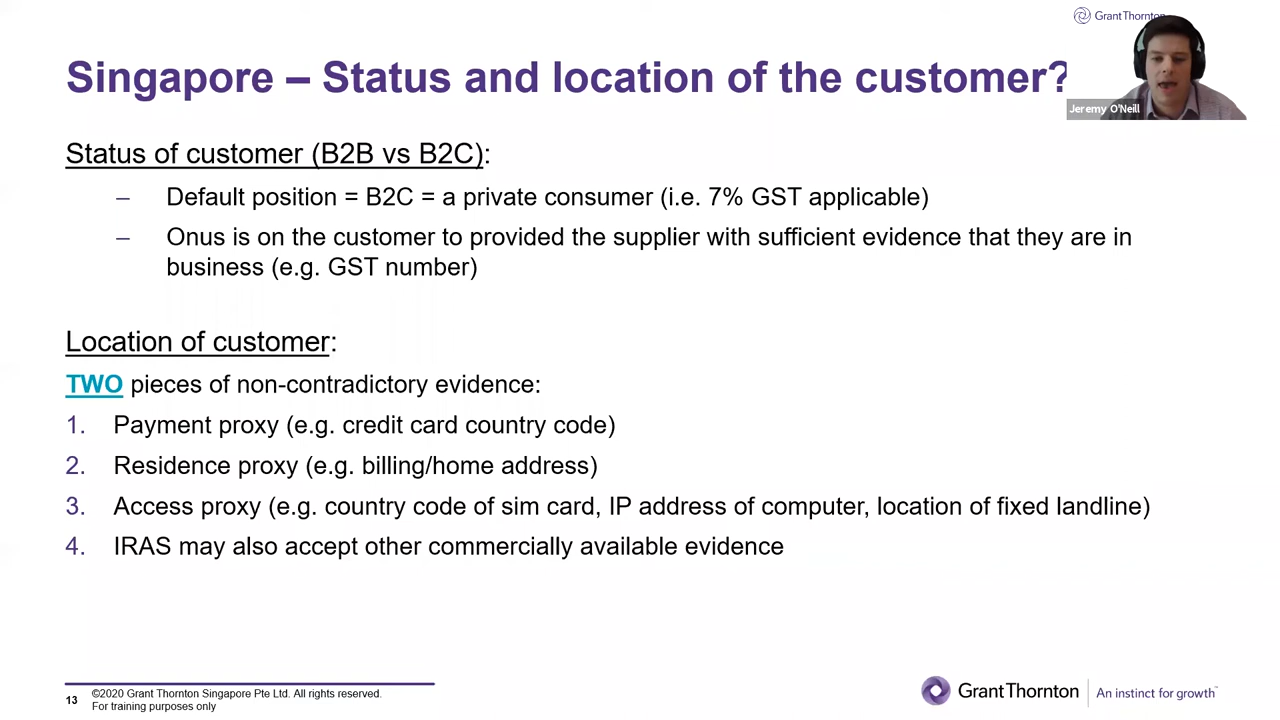 Grant Thornton
Singapore – Status and location of the customer?
Jeremy O'Neill
Status of customer (B2B vs B2C):
– Default position = B2C = a private consumer (i.e. 7% GST applicable)
– Onus is on the customer to provided the supplier with sufficient evidence that they are in
business (e.g. GST number)
Location of customer:
TWO pieces of non-contradictory evidence:
1. Payment proxy (e.g. credit card country code)
2. Residence proxy (e.g. billing/home address)
3. Access proxy (e.g. country code of sim card, IP address of computer, location of fixed landline)
4. IRAS may also accept other commercially available evidence
13
©2020 Grant Thornton Singapore Pte Ltd. All rights reserved.
For training purposes only
Grant Thornton
An instinct for growth™